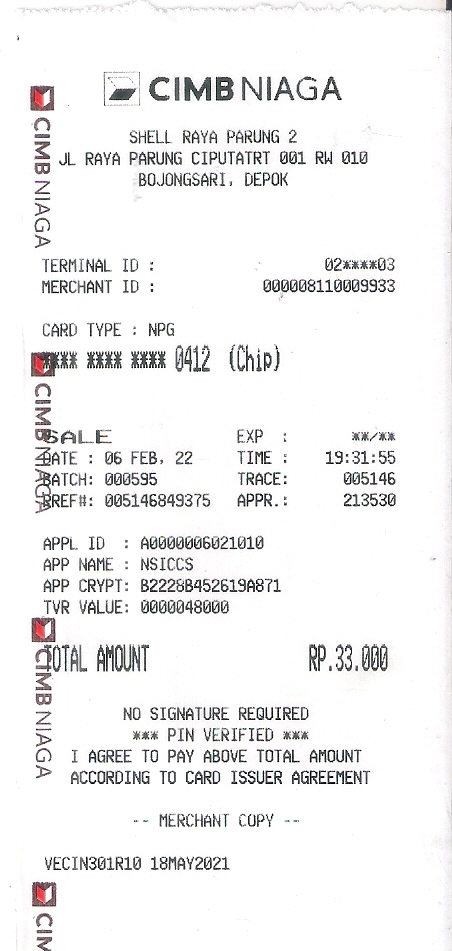 CIMB NIAGA
SHELL RAYA PARUNG 2
JL RAYA PARUNG CIPUTATRT 001 RW 010
BOJONGSARI, DEPOK
TERMINAL ID : 02****03
MERCHANT ID : 000008110009933
CARD TYPE : NPG
**** **** **** 0412 (Chip)
SALE EXP : **/**
DATE : 06 FEB, 22 TIME : 19:31:55
BATCH: 000595 TRACE: 005146
RREF#: 005146849375 APPR.: 213530
APPL ID : A0000006021010
APP NAME : NSICCS
APP CRYPT: B2228B452619A871
TVR VALUE: 0000048000
TOTAL AMOUNT RP.33.000
NO SIGNATURE REQUIRED
*** PIN VERIFIED ***
I AGREE TO PAY ABOVE TOTAL AMOUNT
ACCORDING TO CARD ISSUER AGREEMENT
-- MERCHANT COPY --
VECIN301R10 18MAY2021
CIMB NIAGA
CIMB NIAGA
CIMB NIAGA
CIM